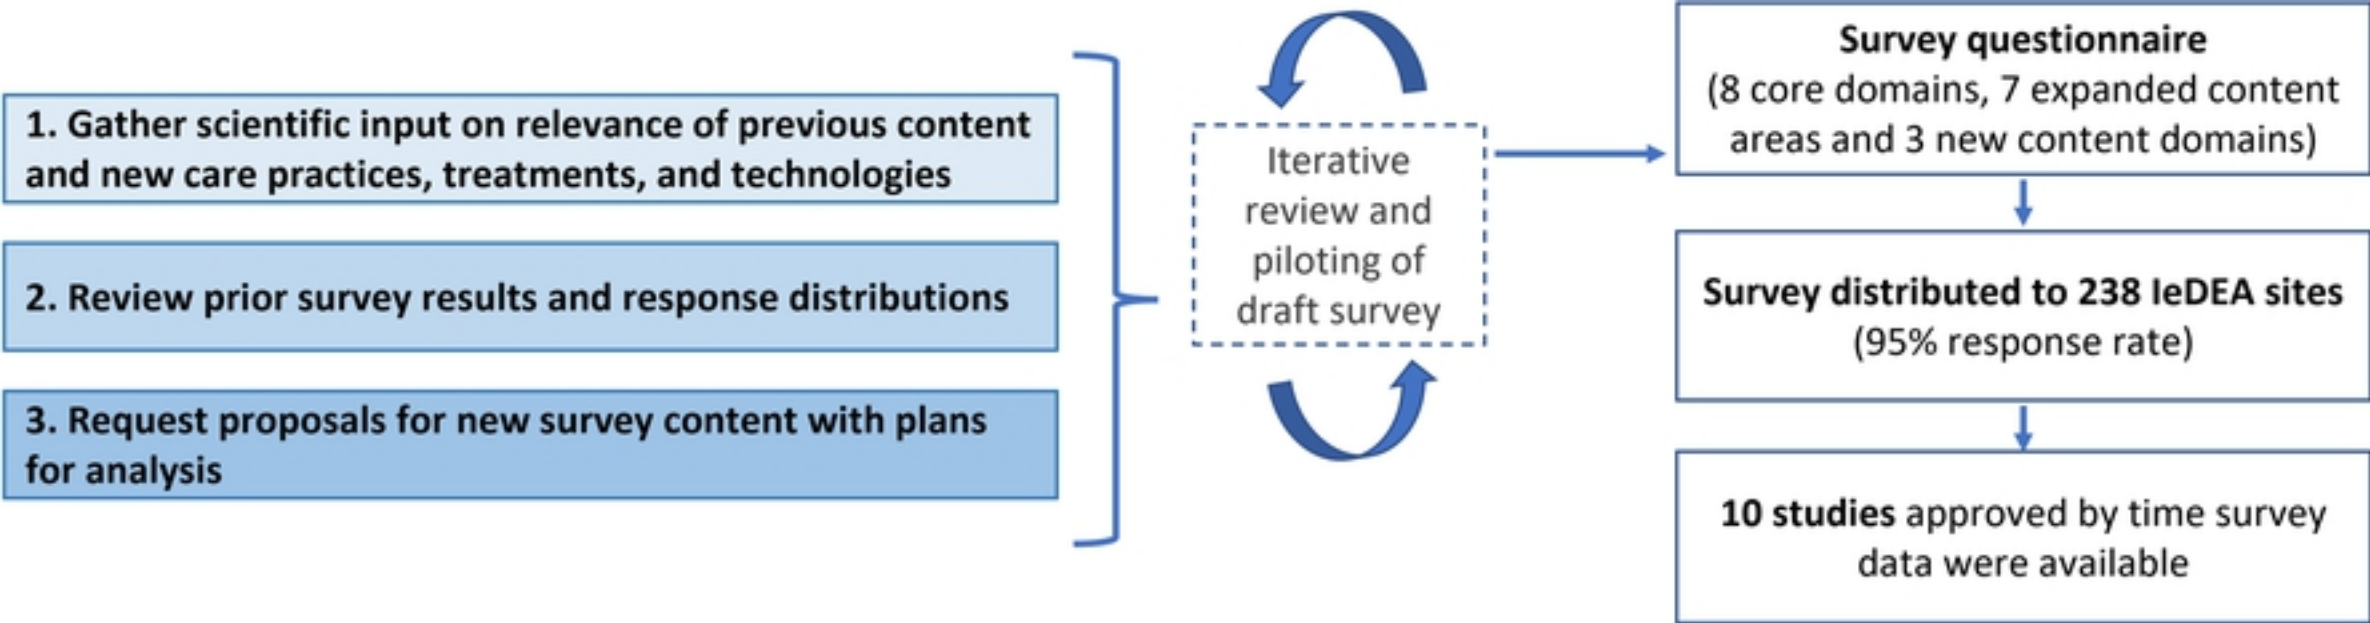 1. Gather scientific input on relevance of previous content
and new care practices, treatments, and technologies
2. Review prior survey results and response distributions
3. Request proposals for new survey content with plans
for analysis
Iterative
review and
piloting of
draft survey
Survey questionnaire
(8 core domains, 7 expanded content
areas and 3 new content domains)
Survey distributed to 238 IeDEA sites
(95% response rate)
10 studies approved by time survey
data were available